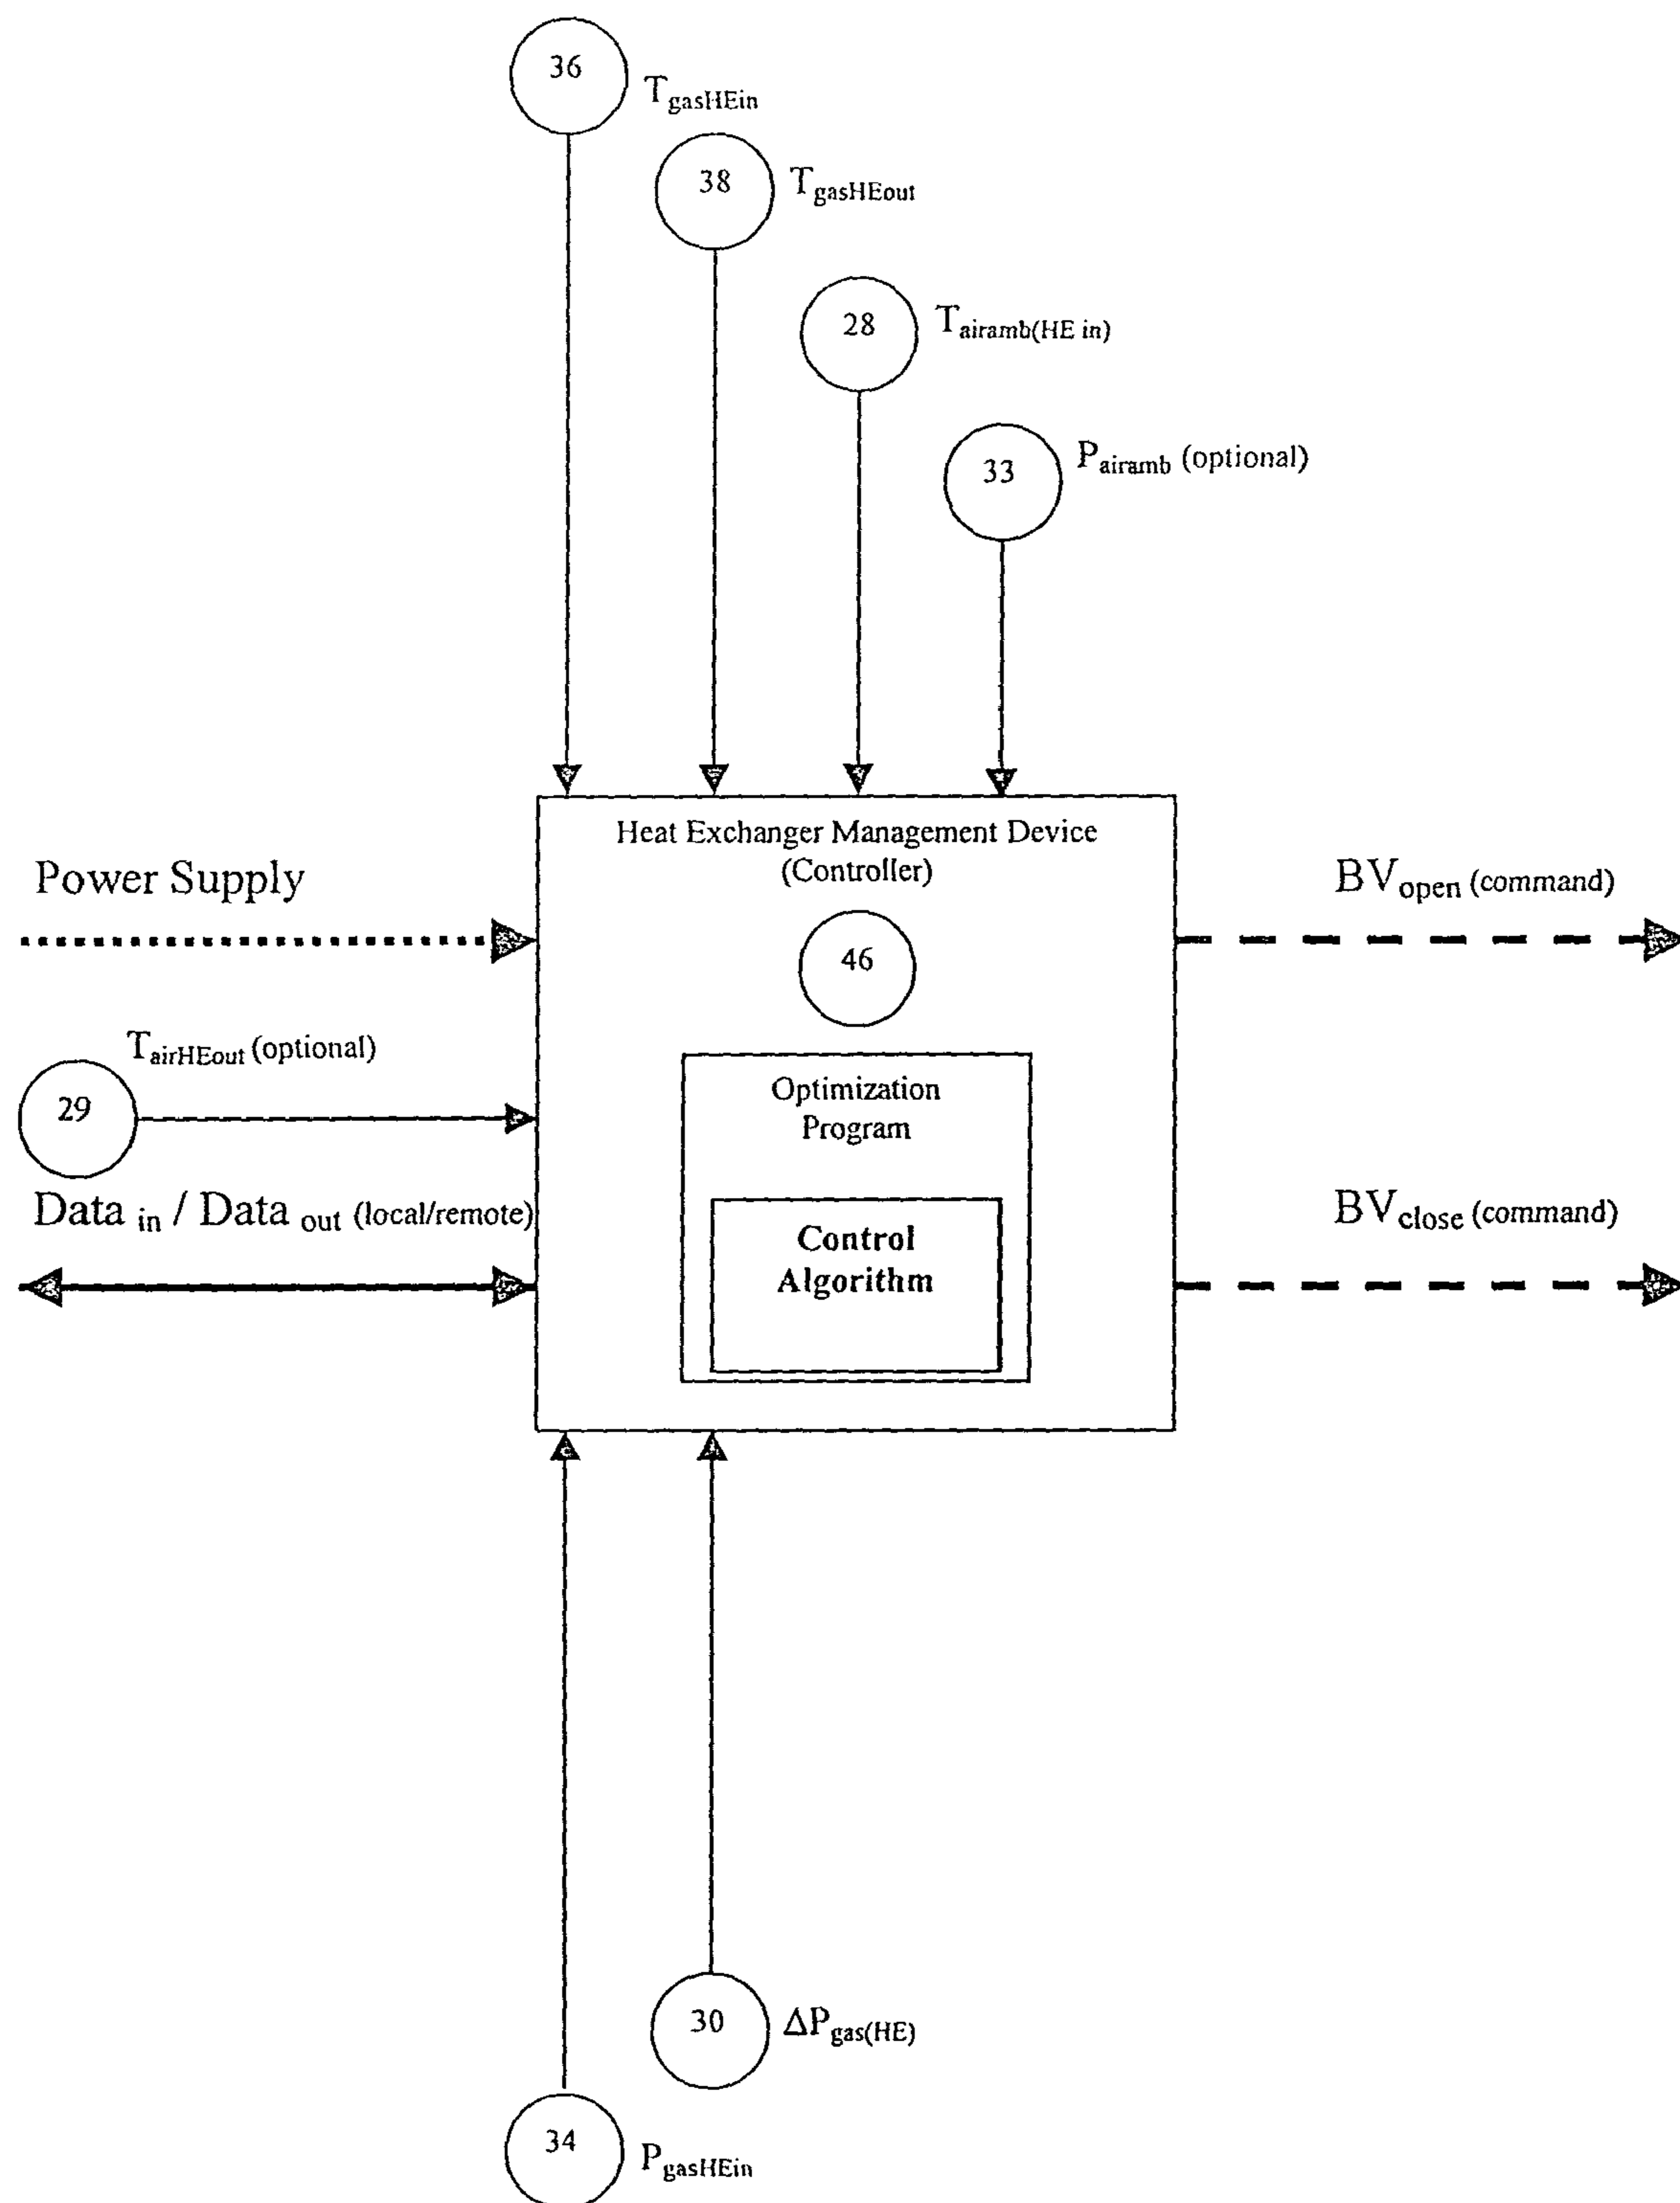 36
T gasHEin
38
T gasHEout
28
T airamb(HE in)
33
P airamb (optional)
Heat Exchanger Management Device
(Controller)
46
Optimization
Program
Control
Algorithm
Power Supply
29
T airHEout (optional)
Data in / Data out (local/remote)
BV open (command)
BV close (command)
30
ΔP gas(HE)
34
P gasHEin